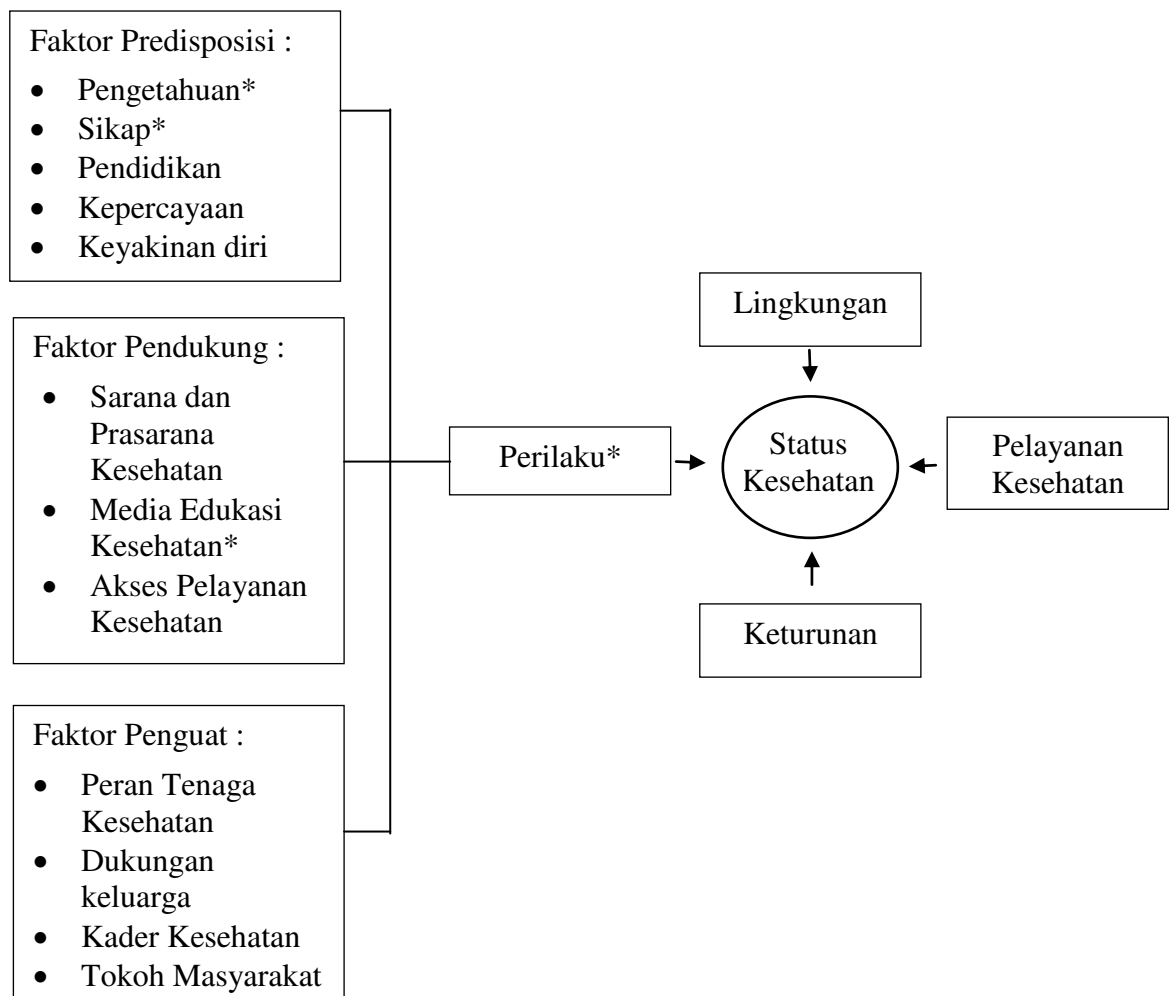 Faktor Predisposisi :
• Pengetahuan*
• Sikap*
• Pendidikan
• Kepercayaan
• Keyakinan diri
Faktor Pendukung :
• Sarana dan
Prasarana
Kesehatan
• Media Edukasi
Kesehatan*
• Akses Pelayanan
Kesehatan
Faktor Penguat :
• Peran Tenaga
Kesehatan
• Dukungan
keluarga
• Kader Kesehatan
• Tokoh Masyarakat
Perilaku*
Lingkungan
Status
Kesehatan
Pelayanan
Kesehatan
Keturunan